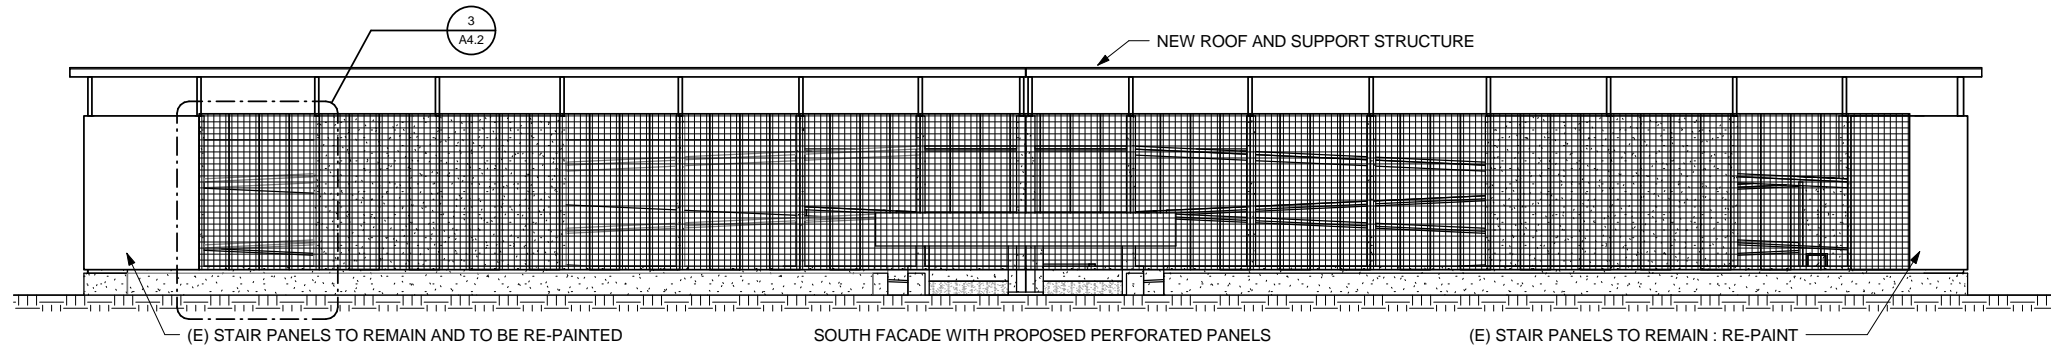 3
A4.2
NEW ROOF AND SUPPORT STRUCTURE
(E) STAIR PANELS TO REMAIN AND TO BE RE-PAINTED
SOUTH FACADE WITH PROPOSED PERFORATED PANELS
(E) STAIR PANELS TO REMAIN : RE-PAINT